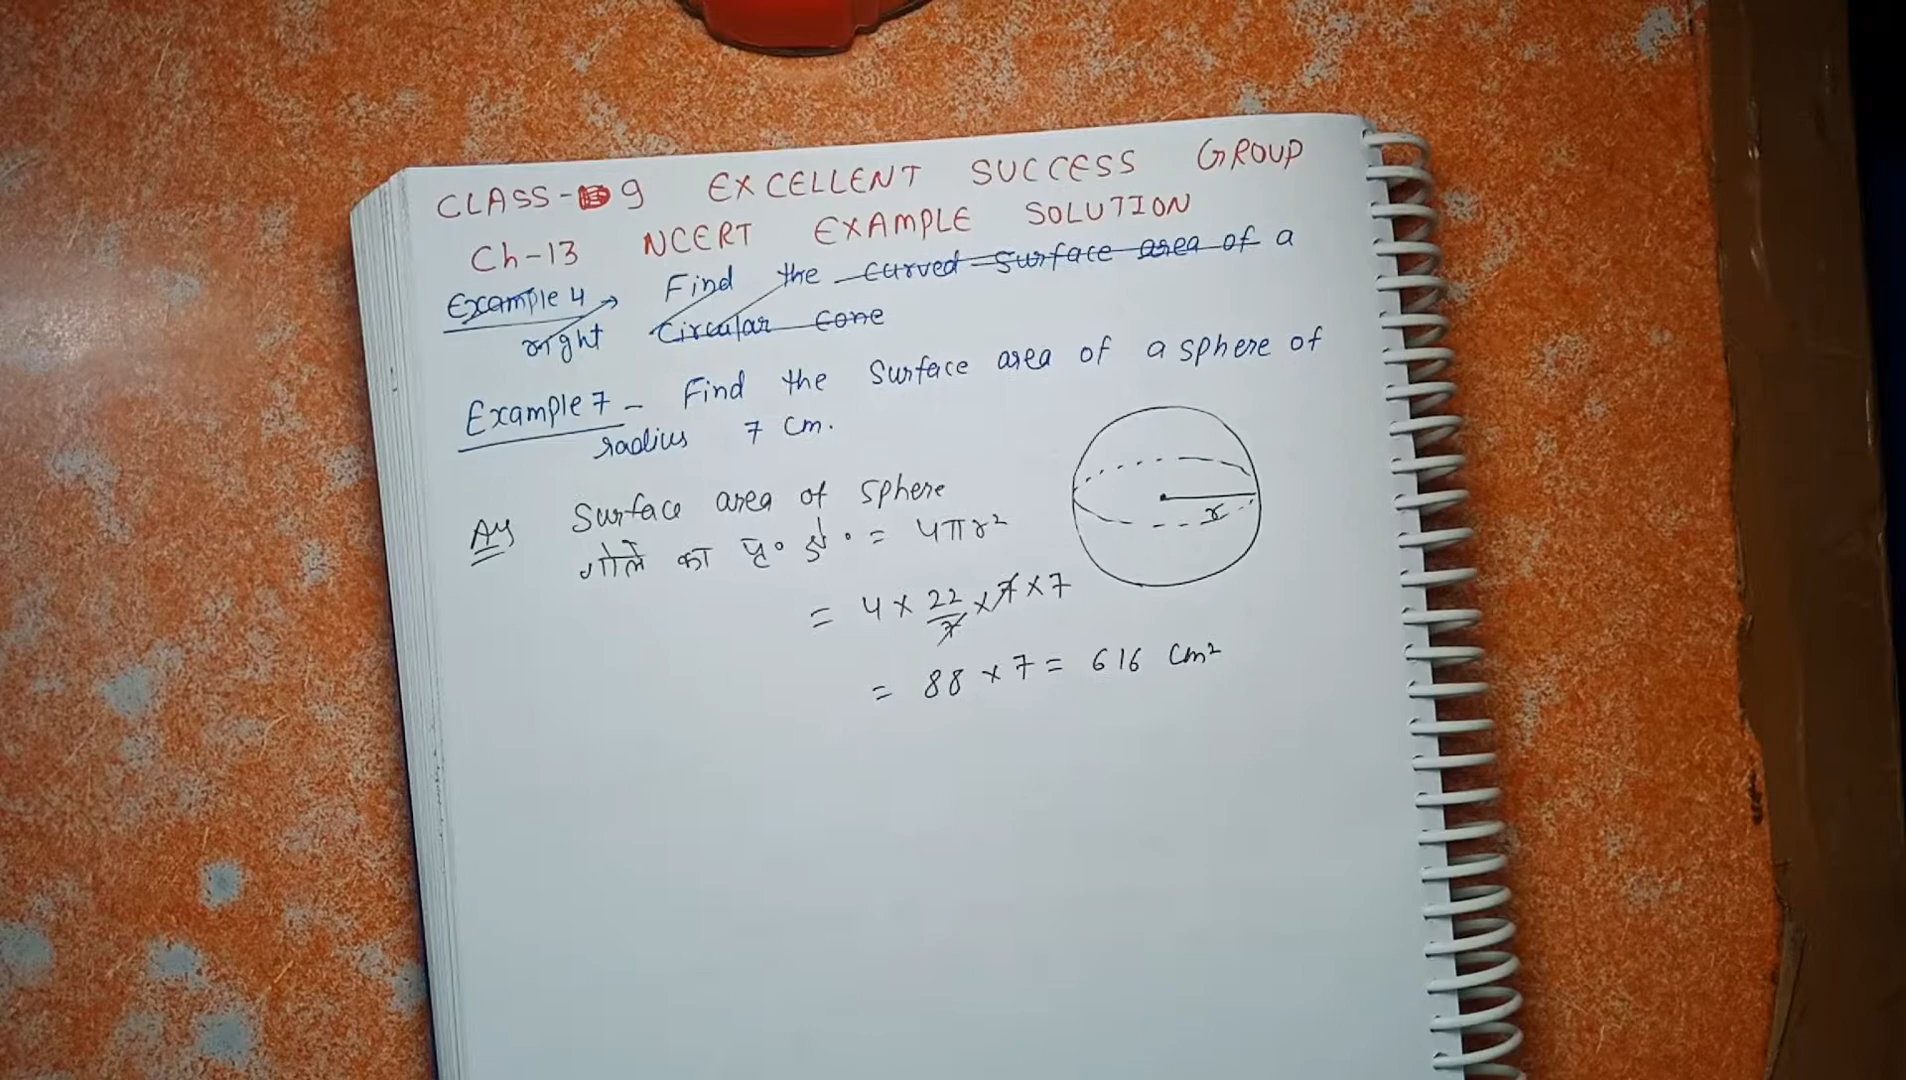 CLASS-9 EXCELLENT SUCCESS GROUP
Ch-13 NCERT EXAMPLE SOLUTION
Example 4 → Find the curved surface area of a
right Circular cone
Example 7 - Find the surface area of a sphere of
radius 7 cm.
Ans Surface area of sphere
गोले का पृ० क्षे० = 4πr²
r
= 4 × 22/7 × 7 × 7
= 88 × 7 = 616 cm²